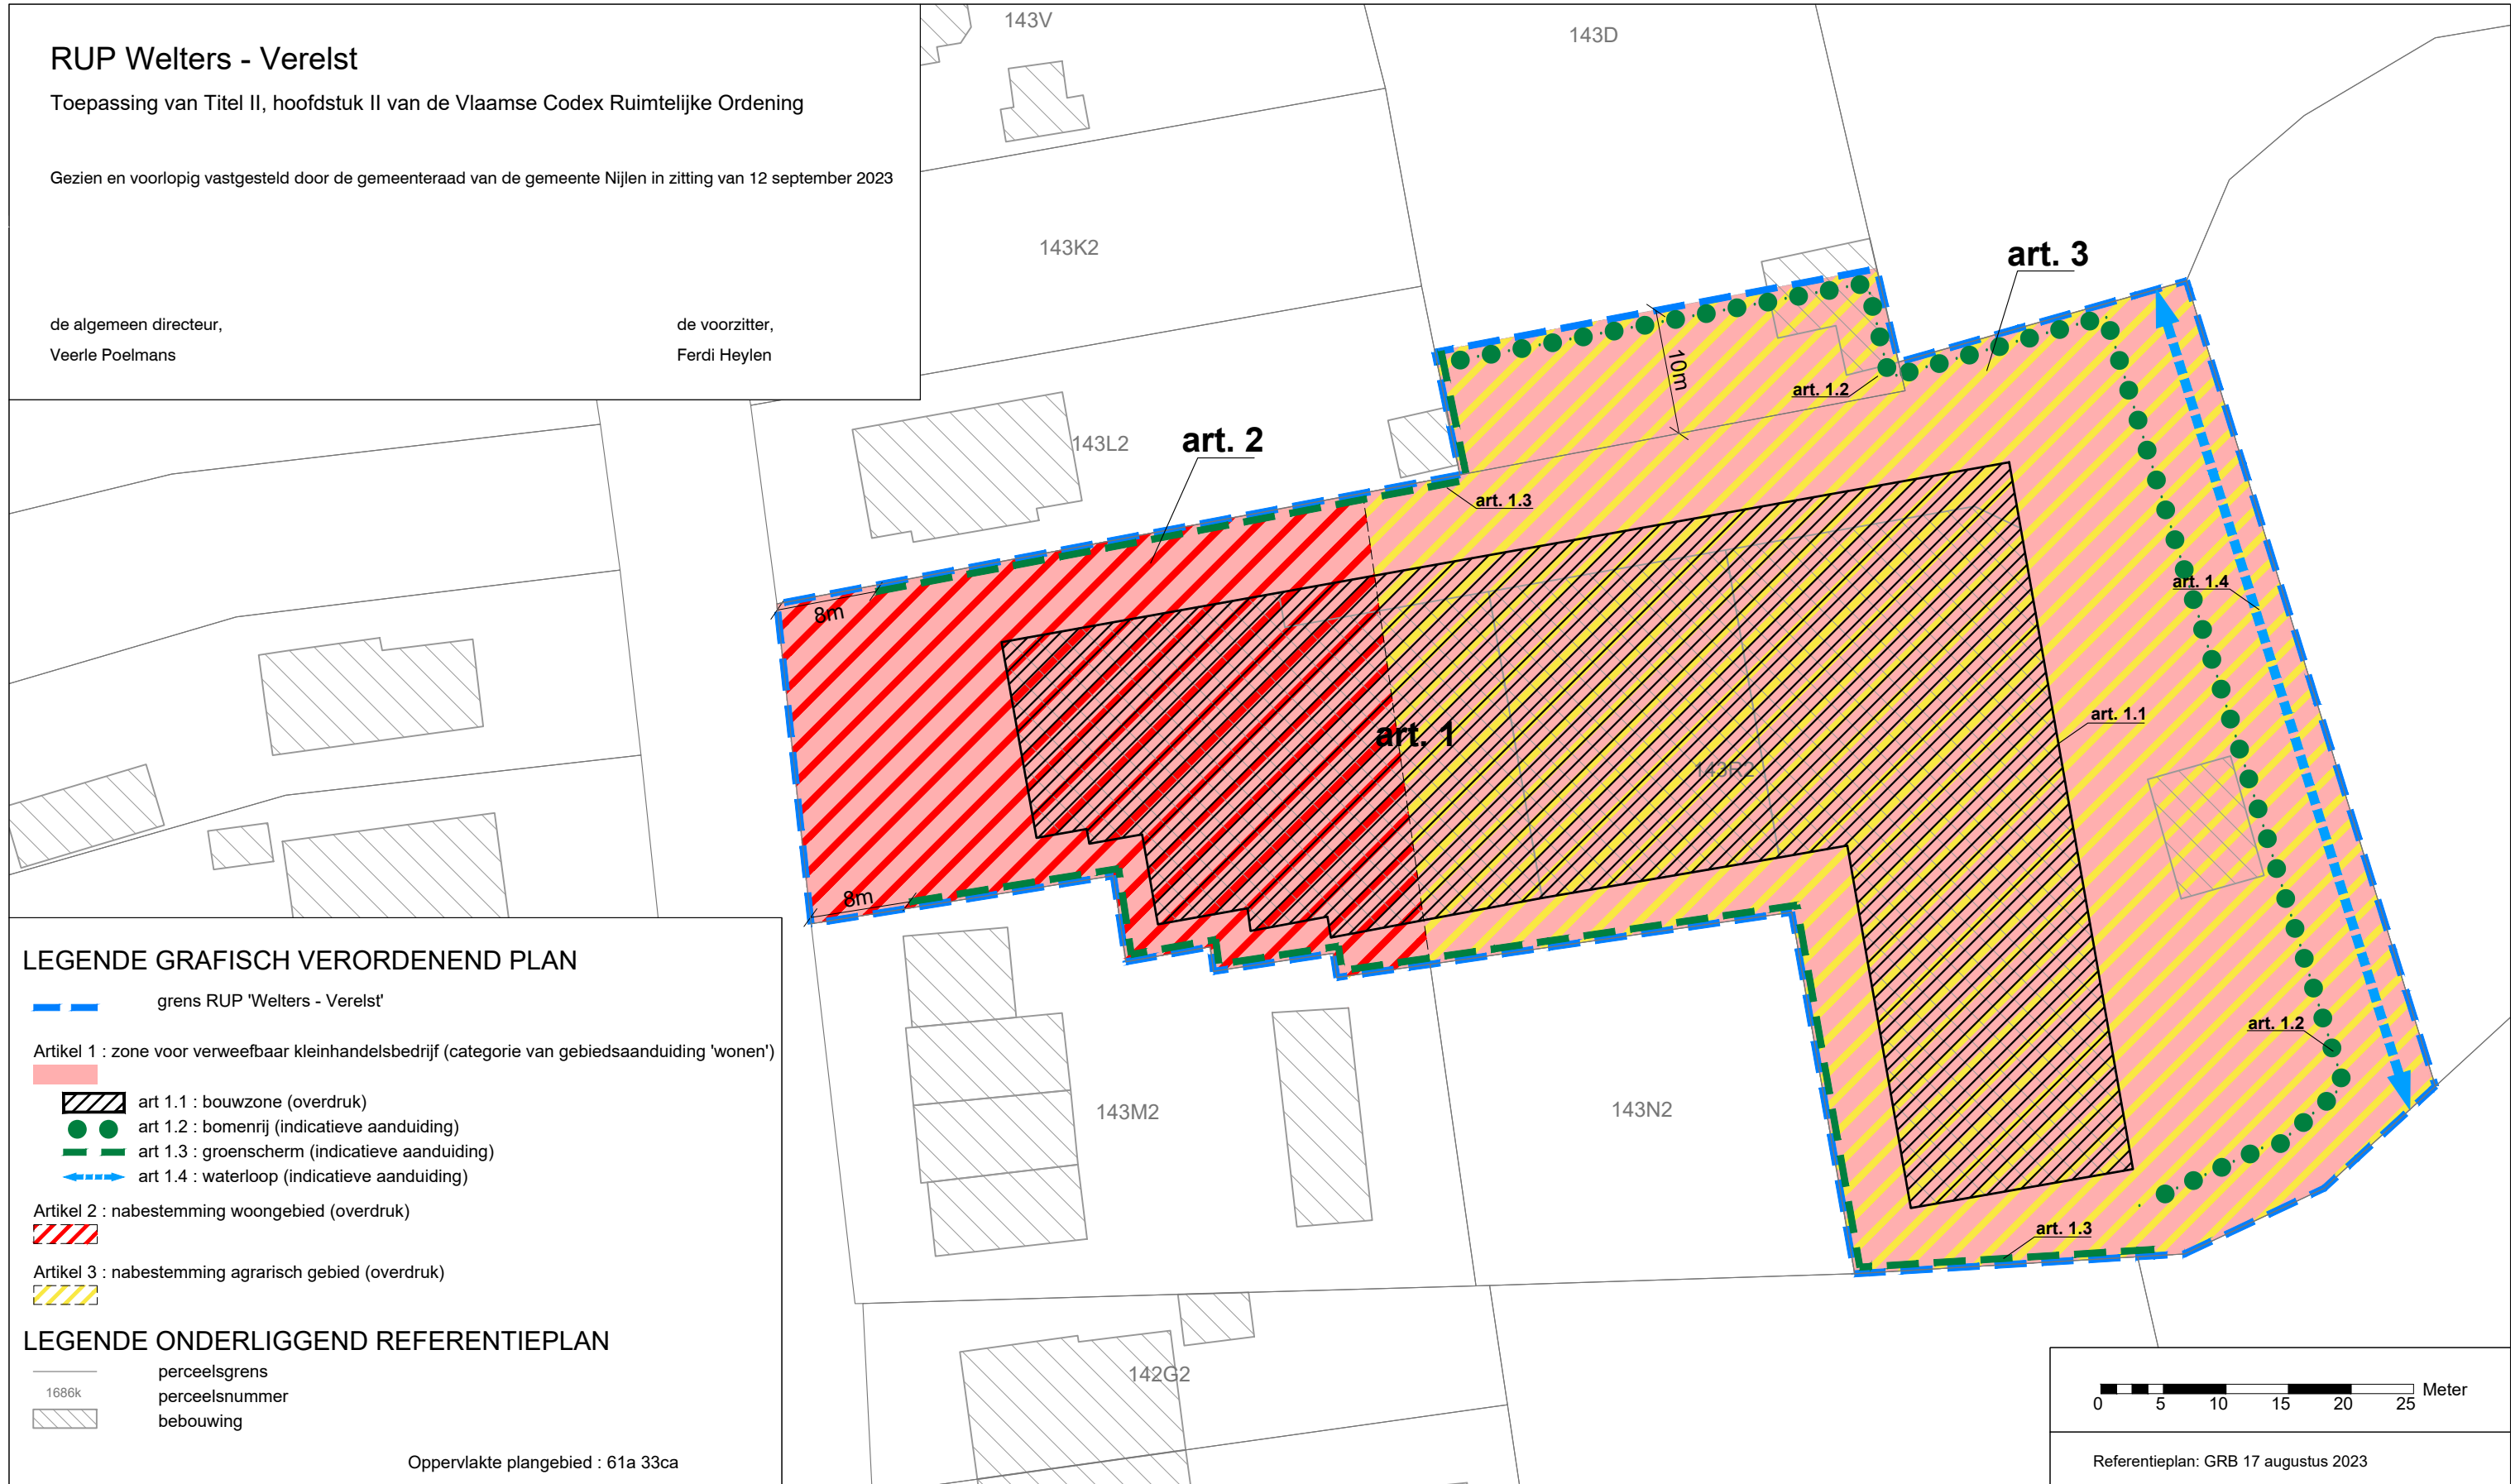 RUP Welters - Verelst
Toepassing van Titel II, hoofdstuk II van de Vlaamse Codex Ruimtelijke Ordening
Gezien en voorlopig vastgesteld door de gemeenteraad van de gemeente Nijlen in zitting van 12 september 2023
de algemeen directeur,
Veerle Poelmans
de voorzitter,
Ferdi Heylen
143V
143D
143K2
art. 3
10m
art. 1.2
143L2
art. 2
art. 1.3
art. 1.4
8m
art. 1.1
art. 1
143R2
8m
art. 1.2
143M2
143N2
art. 1.3
142G2
LEGENDE GRAFISCH VERORDENEND PLAN
grens RUP 'Welters - Verelst'
Artikel 1 : zone voor verweefbaar kleinhandelsbedrijf (categorie van gebiedsaanduiding 'wonen')
art 1.1 : bouwzone (overdruk)
art 1.2 : bomenrij (indicatieve aanduiding)
art 1.3 : groenscherm (indicatieve aanduiding)
art 1.4 : waterloop (indicatieve aanduiding)
Artikel 2 : nabestemming woongebied (overdruk)
Artikel 3 : nabestemming agrarisch gebied (overdruk)
LEGENDE ONDERLIGGEND REFERENTIEPLAN
perceelsgrens
1686k perceelsnummer
bebouwing
Oppervlakte plangebied : 61a 33ca
Meter
0 5 10 15 20 25
Referentieplan: GRB 17 augustus 2023